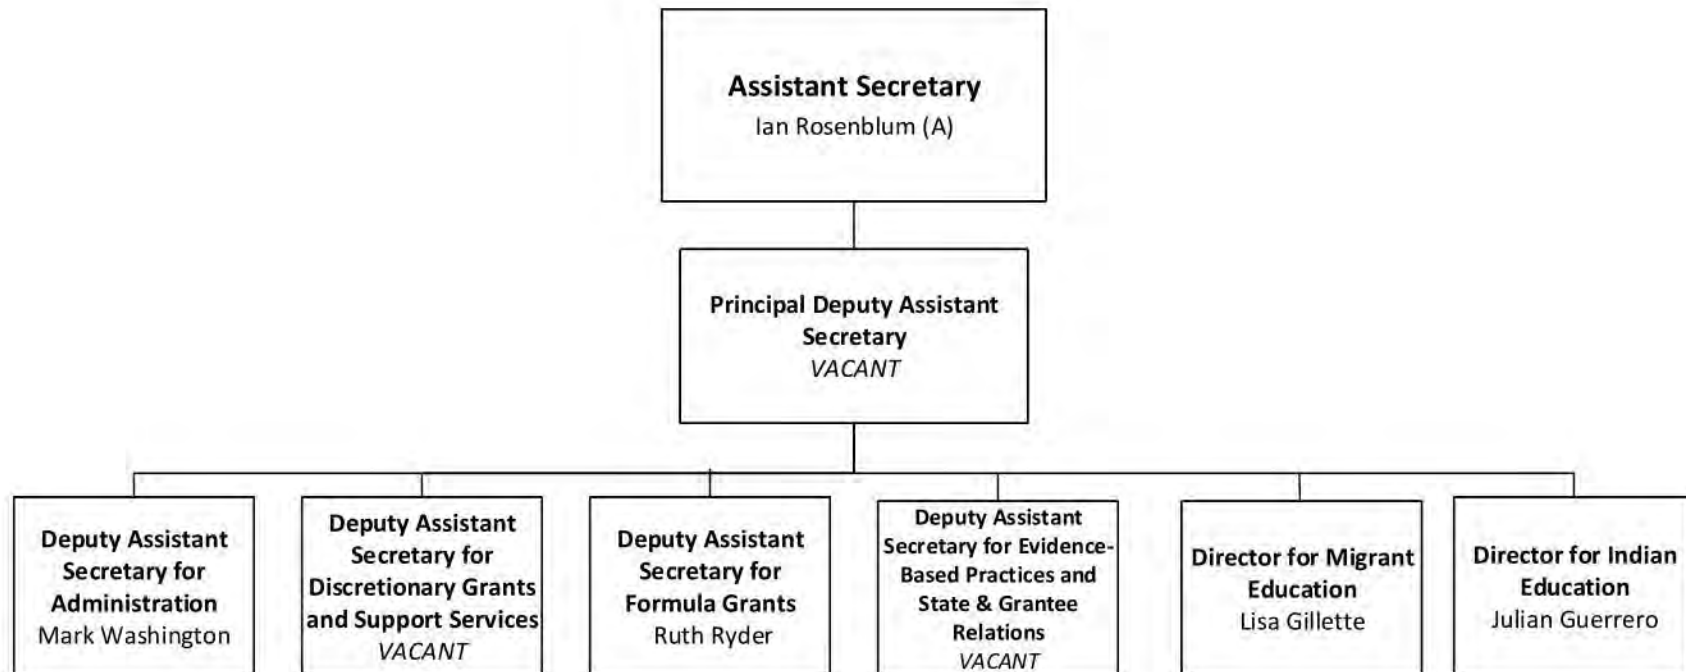 Assistant Secretary
Ian Rosenblum (A)
Principal Deputy Assistant
Secretary
VACANT
Deputy Assistant
Secretary for
Administration
Mark Washington
Deputy Assistant
Secretary for
Discretionary Grants
and Support Services
VACANT
Deputy Assistant
Secretary for
Formula Grants
Ruth Ryder
Deputy Assistant
Secretary for Evidence-
Based Practices and
State & Grantee
Relations
VACANT
Director for Migrant
Education
Lisa Gillette
Director for Indian
Education
Julian Guerrero